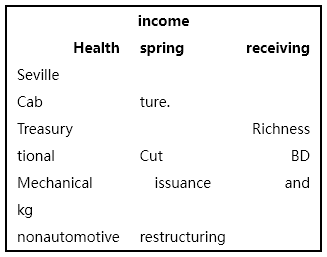 income
Health spring receiving
Seville
Cab ture.
Treasury Richness
tional Cut BD
Mechanical issuance and
kg
nonautomotive restructuring